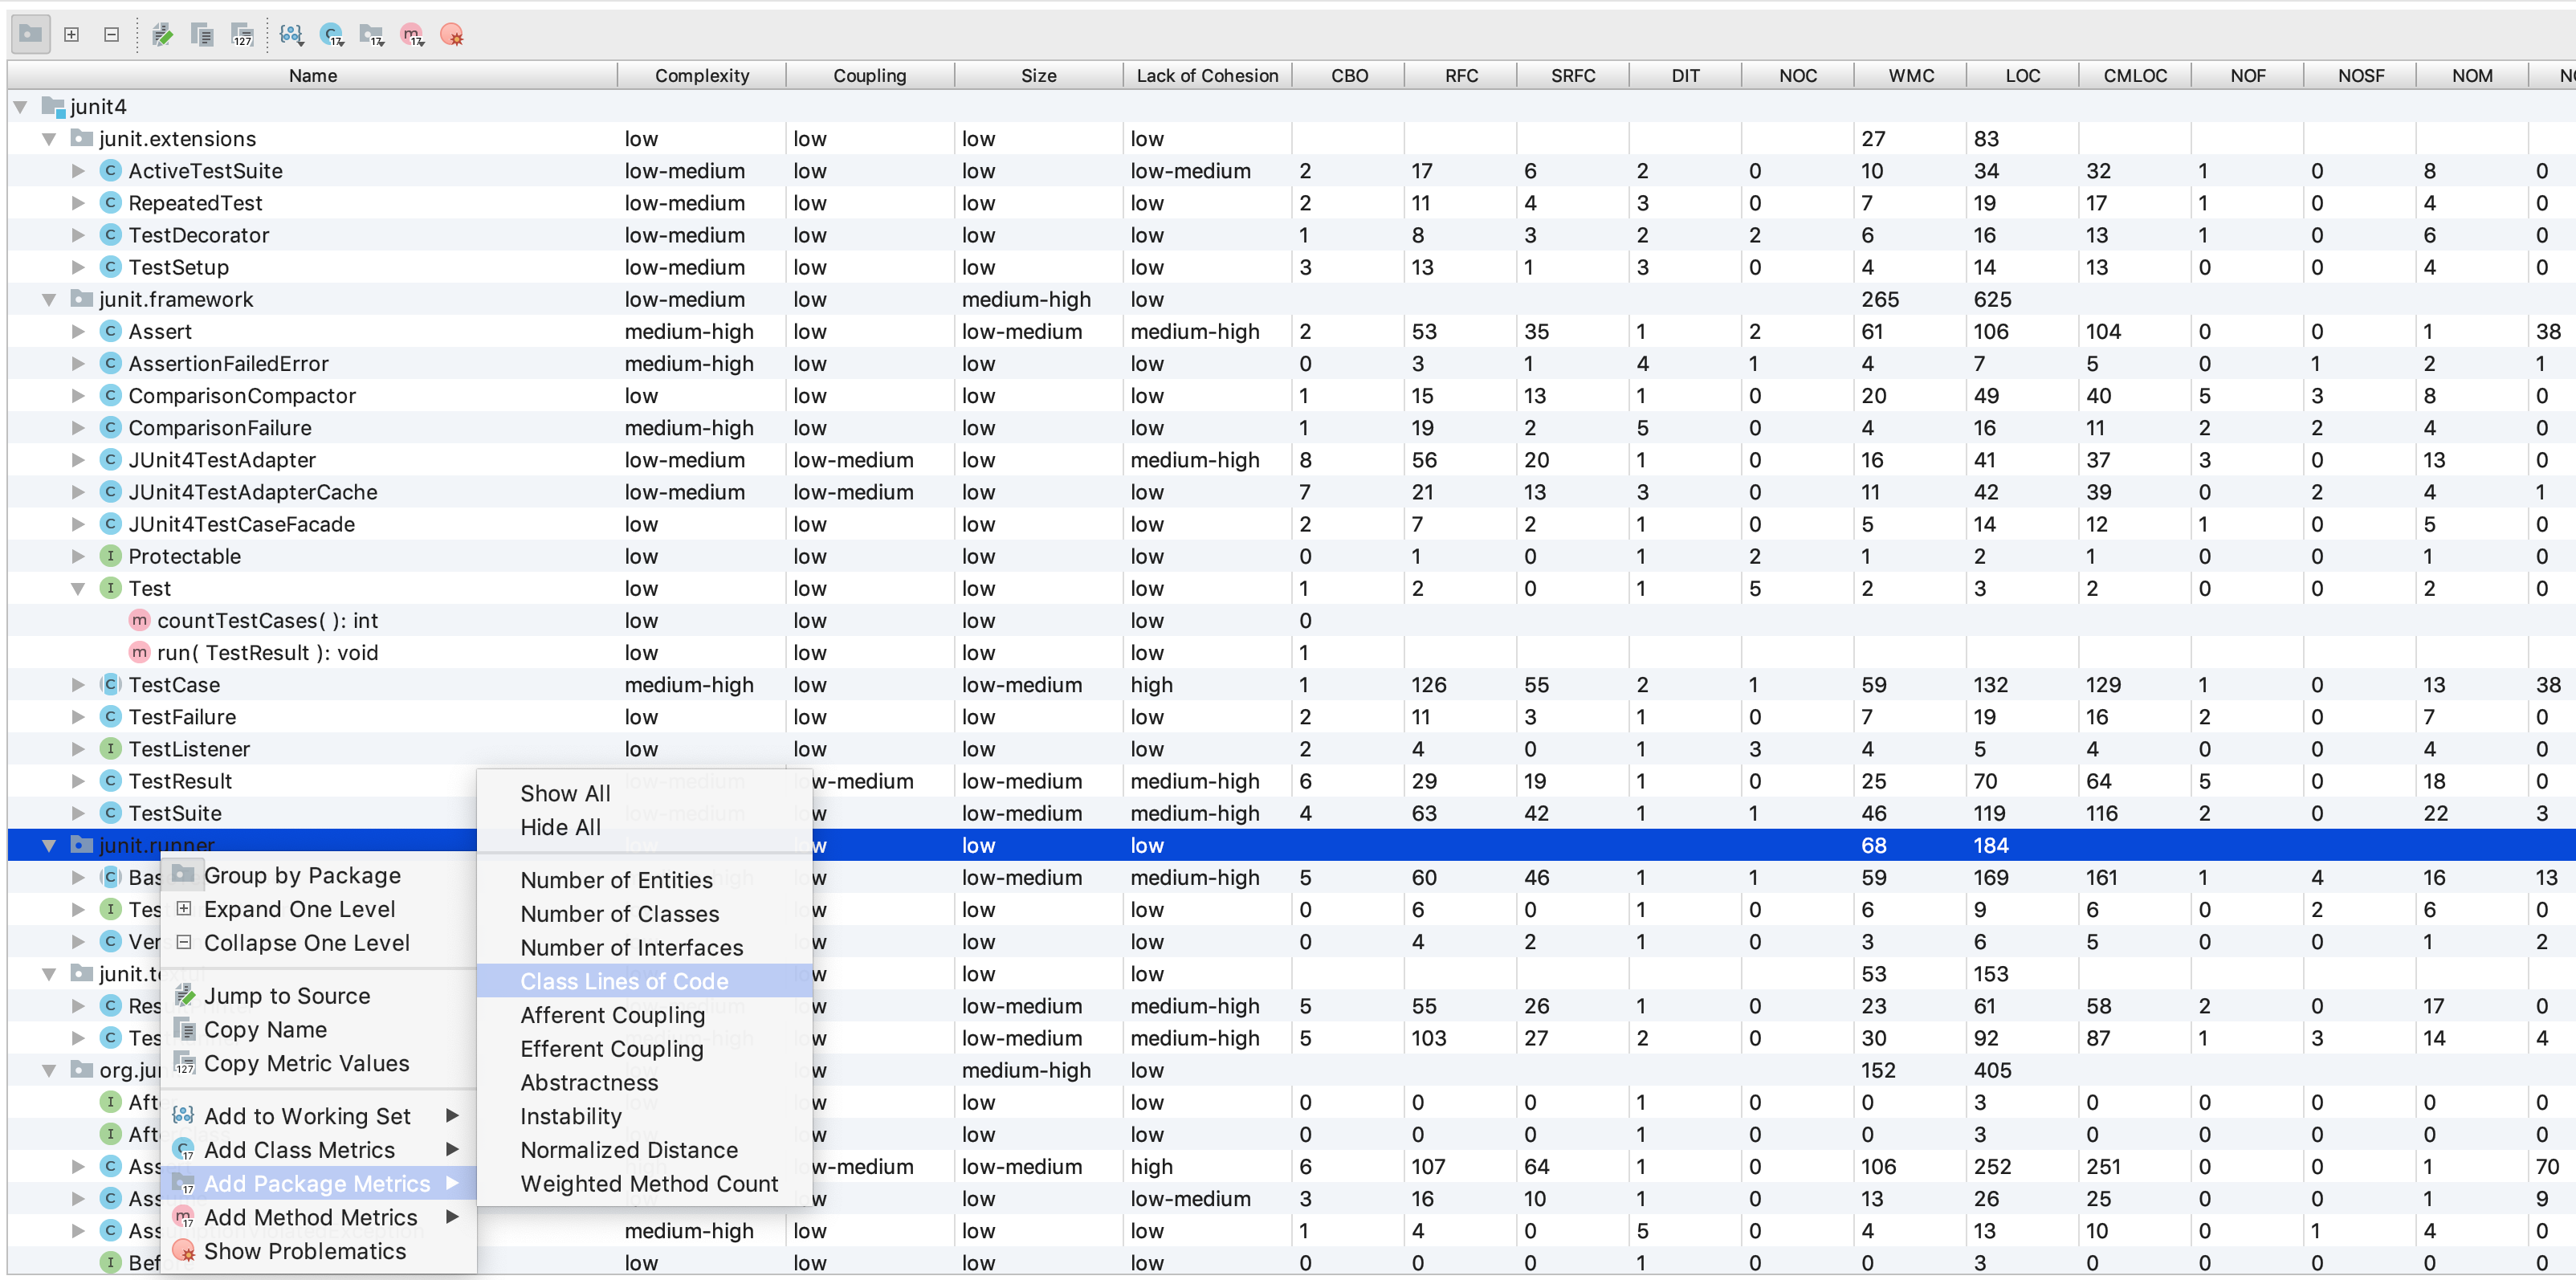 Name Complexity Coupling Size Lack of Cohesion CBO RFC SRFC DIT NOC WMC LOC CMLOC NOF NOSF NOM
junit4
junit.extensions low low low low 27 83
ActiveTestSuite low-medium low low low-medium 2 17 6 2 0 10 34 32 1 0 8 0
RepeatedTest low-medium low low low 2 11 4 3 0 7 19 17 1 0 4 0
TestDecorator low-medium low low low 1 8 3 2 2 6 16 13 1 0 6 0
TestSetup low-medium low low low 3 13 1 3 0 4 14 13 0 0 4 0
junit.framework low-medium low medium-high low 265 625
Assert medium-high low low-medium medium-high 2 53 35 1 2 61 106 104 0 0 1 38
AssertionFailedError medium-high low low low 0 3 1 4 1 4 7 5 0 1 2 1
ComparisonCompactor low low low low 1 15 13 1 0 20 49 40 5 3 8 0
ComparisonFailure medium-high low low low 1 19 2 5 0 4 16 11 2 2 4 0
JUnit4TestAdapter low-medium low-medium low medium-high 8 56 20 1 0 16 41 37 3 0 13 0
JUnit4TestAdapterCache low-medium low-medium low low 7 21 13 3 0 11 42 39 0 2 4 1
JUnit4TestCaseFacade low low low low 2 7 2 1 0 5 14 12 1 0 5 0
Protectable low low low low 0 1 0 1 2 1 2 1 0 0 1 0
Test low low low low 1 2 0 1 5 2 3 2 0 0 2 0
countTestCases( ): int low low low low 0
run( TestResult ): void low low low low 1
TestCase medium-high low low-medium high 1 126 55 2 1 59 132 129 1 0 13 38
TestFailure low low low low 2 11 3 1 0 7 19 16 2 0 7 0
TestListener low low low low 2 4 0 1 3 4 5 4 0 0 4 0
TestResult low-medium low-medium low medium-high 6 29 19 1 0 25 70 64 5 0 18 0
TestSuite low-medium low low-medium medium-high 4 63 42 1 1 46 119 116 2 0 22 3
junit.runner low low low low 68 184
low-medium medium-high 5 60 46 1 1 59 169 161 1 4 16 13
low low 0 6 0 1 0 6 9 6 0 2 6 0
low low 0 4 2 1 0 3 6 5 0 0 1 2
low low 53 153
low-medium medium-high 5 55 26 1 0 23 61 58 2 0 17 0
low-medium medium-high 5 103 27 2 0 30 92 87 1 3 14 4
medium-high low 152 405
low low 0 0 0 1 0 0 3 0 0 0 0 0
low low 0 0 0 1 0 0 3 0 0 0 0 0
low-medium low-medium high 6 107 64 1 0 106 252 251 0 0 1 70
low low-medium 3 16 10 1 0 13 26 25 0 0 1 9
medium-high low low low 1 4 0 5 0 4 13 10 0 1 4 0
low low low low 0 0 0 1 0 0 3 0 0 0 0 0
Group by Package
Expand One Level
Collapse One Level
Jump to Source
Copy Name
Copy Metric Values
Add to Working Set
Add Class Metrics
Add Package Metrics
Add Method Metrics
Show Problematics
Show All
Hide All
Number of Entities
Number of Classes
Number of Interfaces
Class Lines of Code
Afferent Coupling
Efferent Coupling
Abstractness
Instability
Normalized Distance
Weighted Method Count